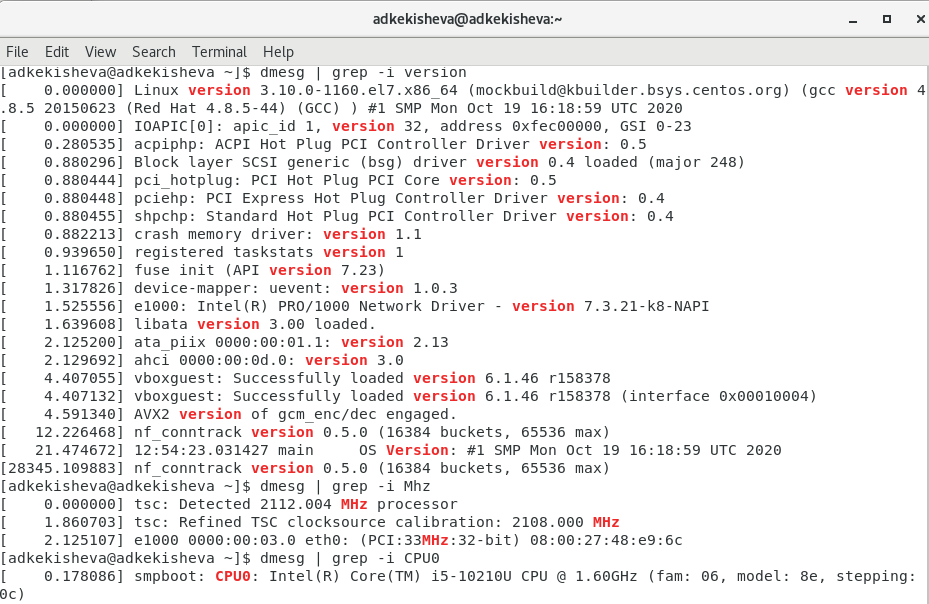 adkekisheva@adkekisheva:~
File Edit View Search Terminal Help
[adkekisheva@adkekisheva ~]$ dmesg | grep -i version
[    0.000000] Linux version 3.10.0-1160.el7.x86_64 (mockbuild@kbuilder.bsys.centos.org) (gcc version 4
.8.5 20150623 (Red Hat 4.8.5-44) (GCC) ) #1 SMP Mon Oct 19 16:18:59 UTC 2020
[    0.000000] IOAPIC[0]: apic_id 1, version 32, address 0xfec00000, GSI 0-23
[    0.280535] acpiphp: ACPI Hot Plug PCI Controller Driver version: 0.5
[    0.880296] Block layer SCSI generic (bsg) driver version 0.4 loaded (major 248)
[    0.880444] pci_hotplug: PCI Hot Plug PCI Core version: 0.5
[    0.880448] pciehp: PCI Express Hot Plug Controller Driver version: 0.4
[    0.880455] shpchp: Standard Hot Plug PCI Controller Driver version: 0.4
[    0.882213] crash memory driver: version 1.1
[    0.939650] registered taskstats version 1
[    1.116762] fuse init (API version 7.23)
[    1.317826] device-mapper: uevent: version 1.0.3
[    1.525556] e1000: Intel(R) PRO/1000 Network Driver - version 7.3.21-k8-NAPI
[    1.639608] libata version 3.00 loaded.
[    2.125200] ata_piix 0000:00:01.1: version 2.13
[    2.129692] ahci 0000:00:0d.0: version 3.0
[    4.407055] vboxguest: Successfully loaded version 6.1.46 r158378
[    4.407132] vboxguest: Successfully loaded version 6.1.46 r158378 (interface 0x00010004)
[    4.591340] AVX2 version of gcm_enc/dec engaged.
[   12.226468] nf_conntrack version 0.5.0 (16384 buckets, 65536 max)
[   21.474672] 12:54:23.031427 main     OS Version: #1 SMP Mon Oct 19 16:18:59 UTC 2020
[28345.109883] nf_conntrack version 0.5.0 (16384 buckets, 65536 max)
[adkekisheva@adkekisheva ~]$ dmesg | grep -i Mhz
[    0.000000] tsc: Detected 2112.004 MHz processor
[    1.860703] tsc: Refined TSC clocksource calibration: 2108.000 MHz
[    2.125107] e1000 0000:00:03.0 eth0: (PCI:33MHz:32-bit) 08:00:27:48:e9:6c
[adkekisheva@adkekisheva ~]$ dmesg | grep -i CPU0
[    0.178086] smpboot: CPU0: Intel(R) Core(TM) i5-10210U CPU @ 1.60GHz (fam: 06, model: 8e, stepping:
0c)